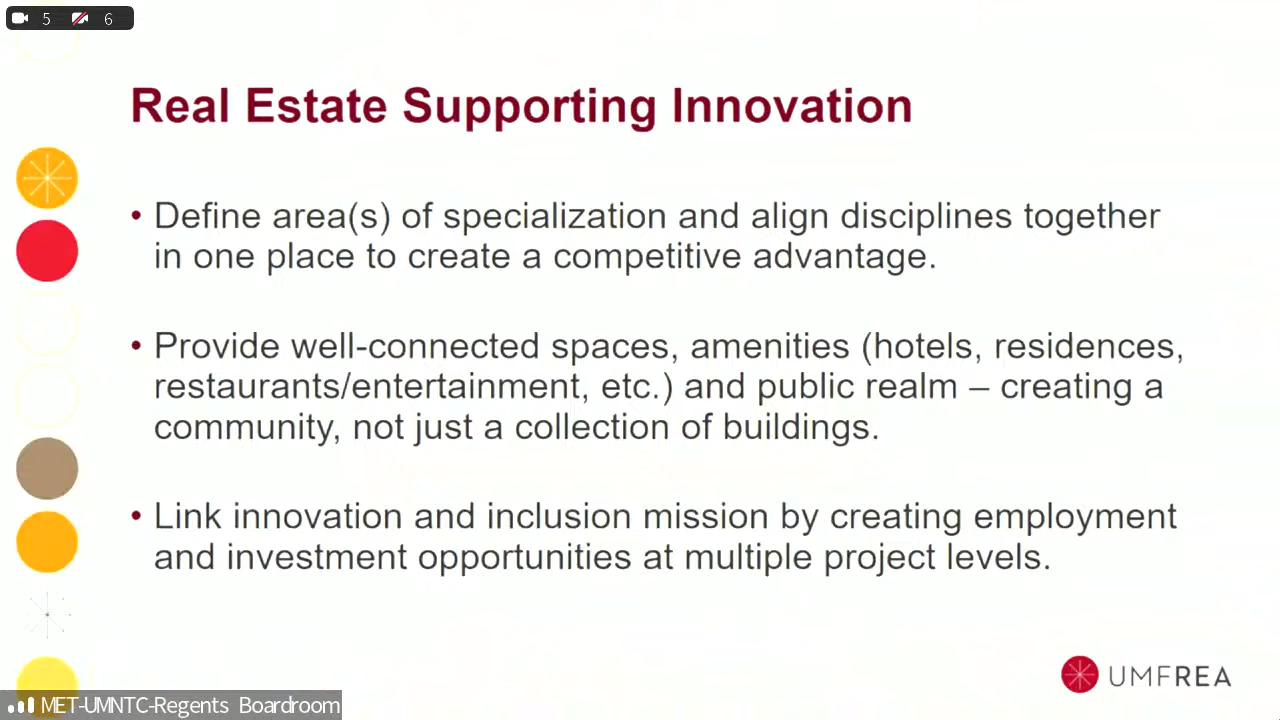 5 6
Real Estate Supporting Innovation
• Define area(s) of specialization and align disciplines together
in one place to create a competitive advantage.
• Provide well-connected spaces, amenities (hotels, residences,
restaurants/entertainment, etc.) and public realm – creating a
community, not just a collection of buildings.
• Link innovation and inclusion mission by creating employment
and investment opportunities at multiple project levels.
UMFREA
MET-UMNTC-Regents Boardroom